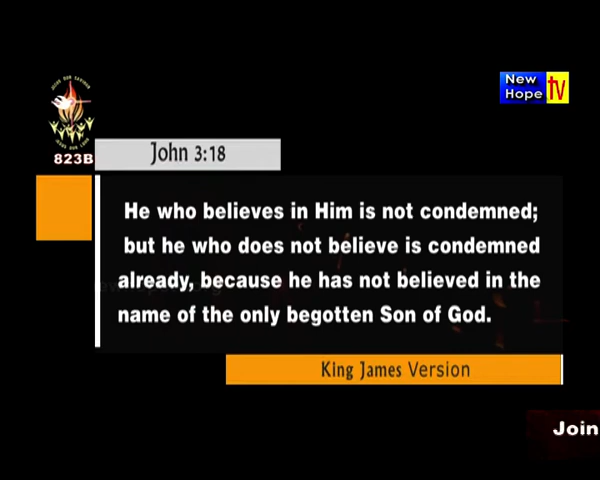 New
Hope
TV
823B
John 3:18
He who believes in Him is not condemned;
but he who does not believe is condemned
already, because he has not believed in the
name of the only begotten Son of God.
King James Version
Join